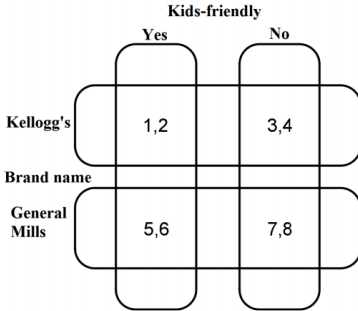 Kids-friendly
Yes No
Kellogg's 1,2 3,4
Brand name
General
Mills 5,6 7,8